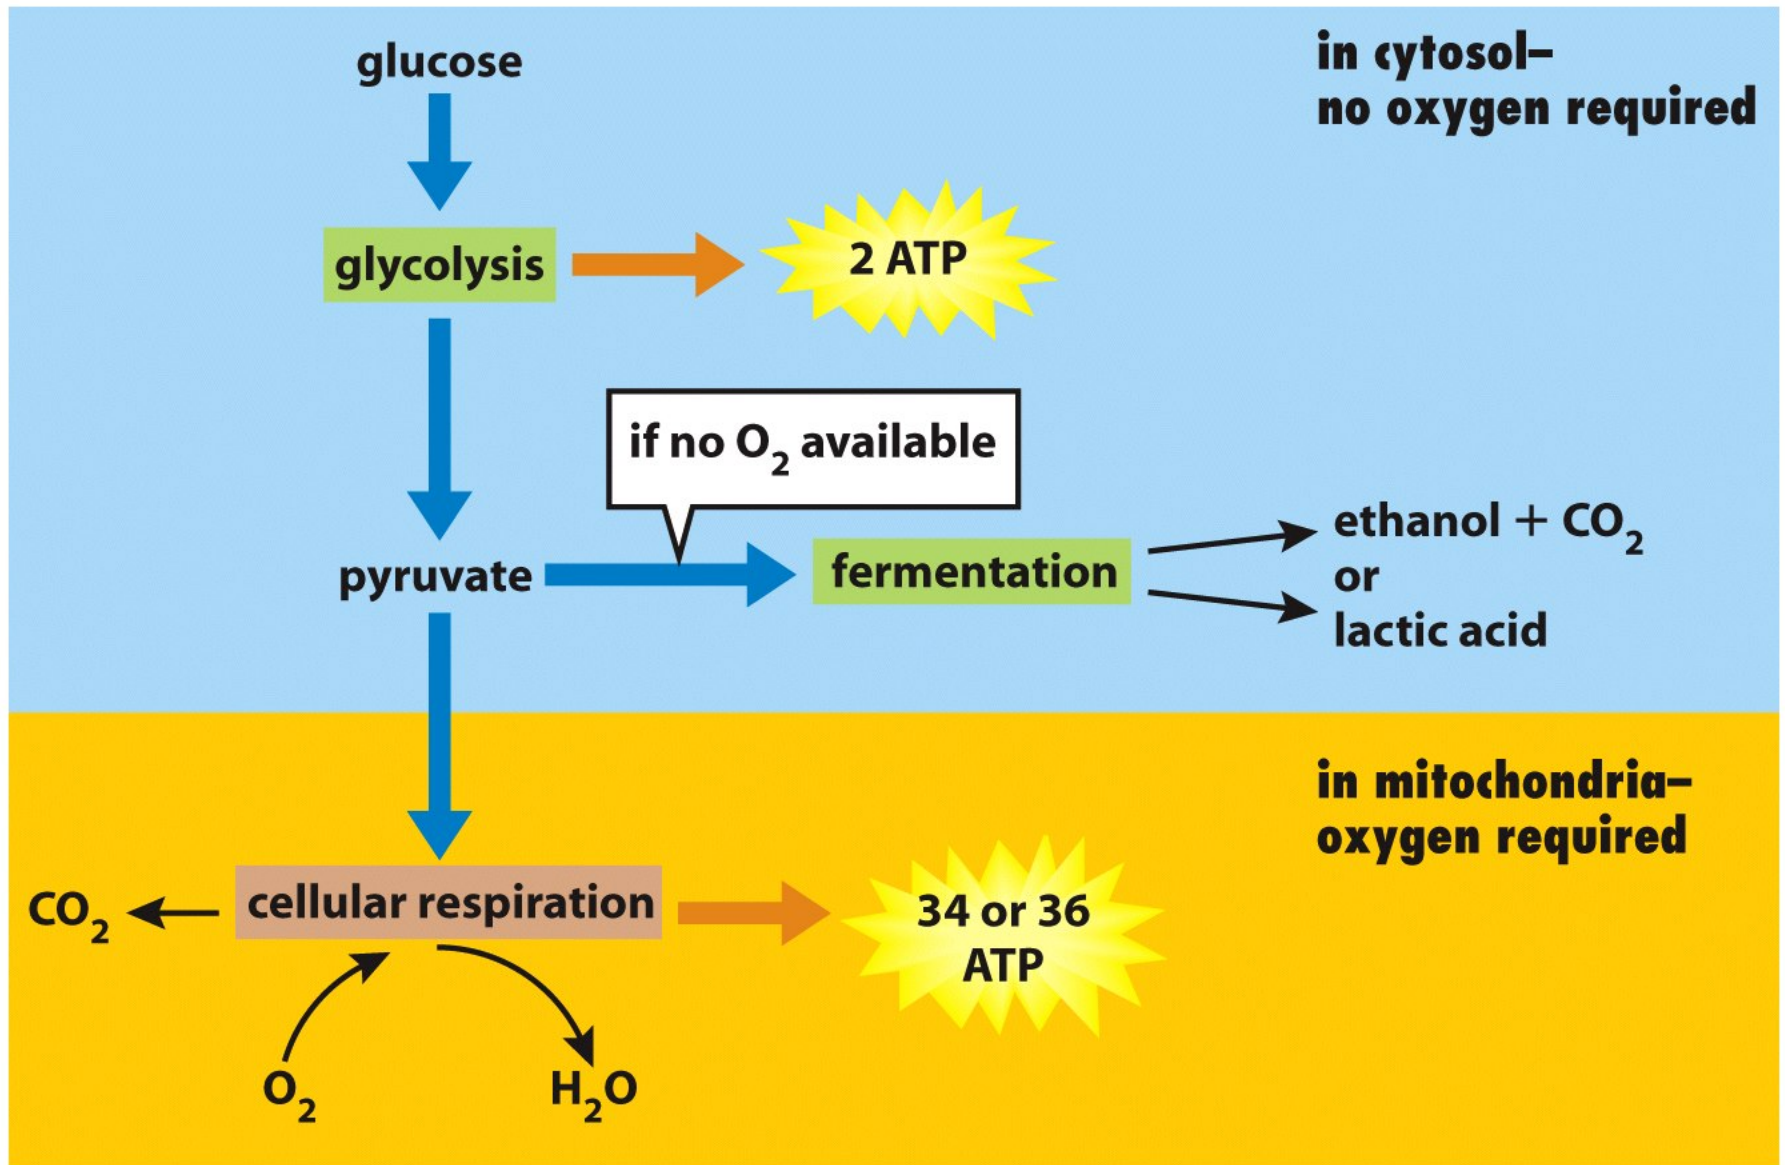 glucose
in cytosol–
no oxygen required
glycolysis
2 ATP
if no O₂ available
pyruvate
fermentation
ethanol + CO₂
or
lactic acid
in mitochondria–
oxygen required
CO₂
cellular respiration
34 or 36
ATP
O₂
H₂O